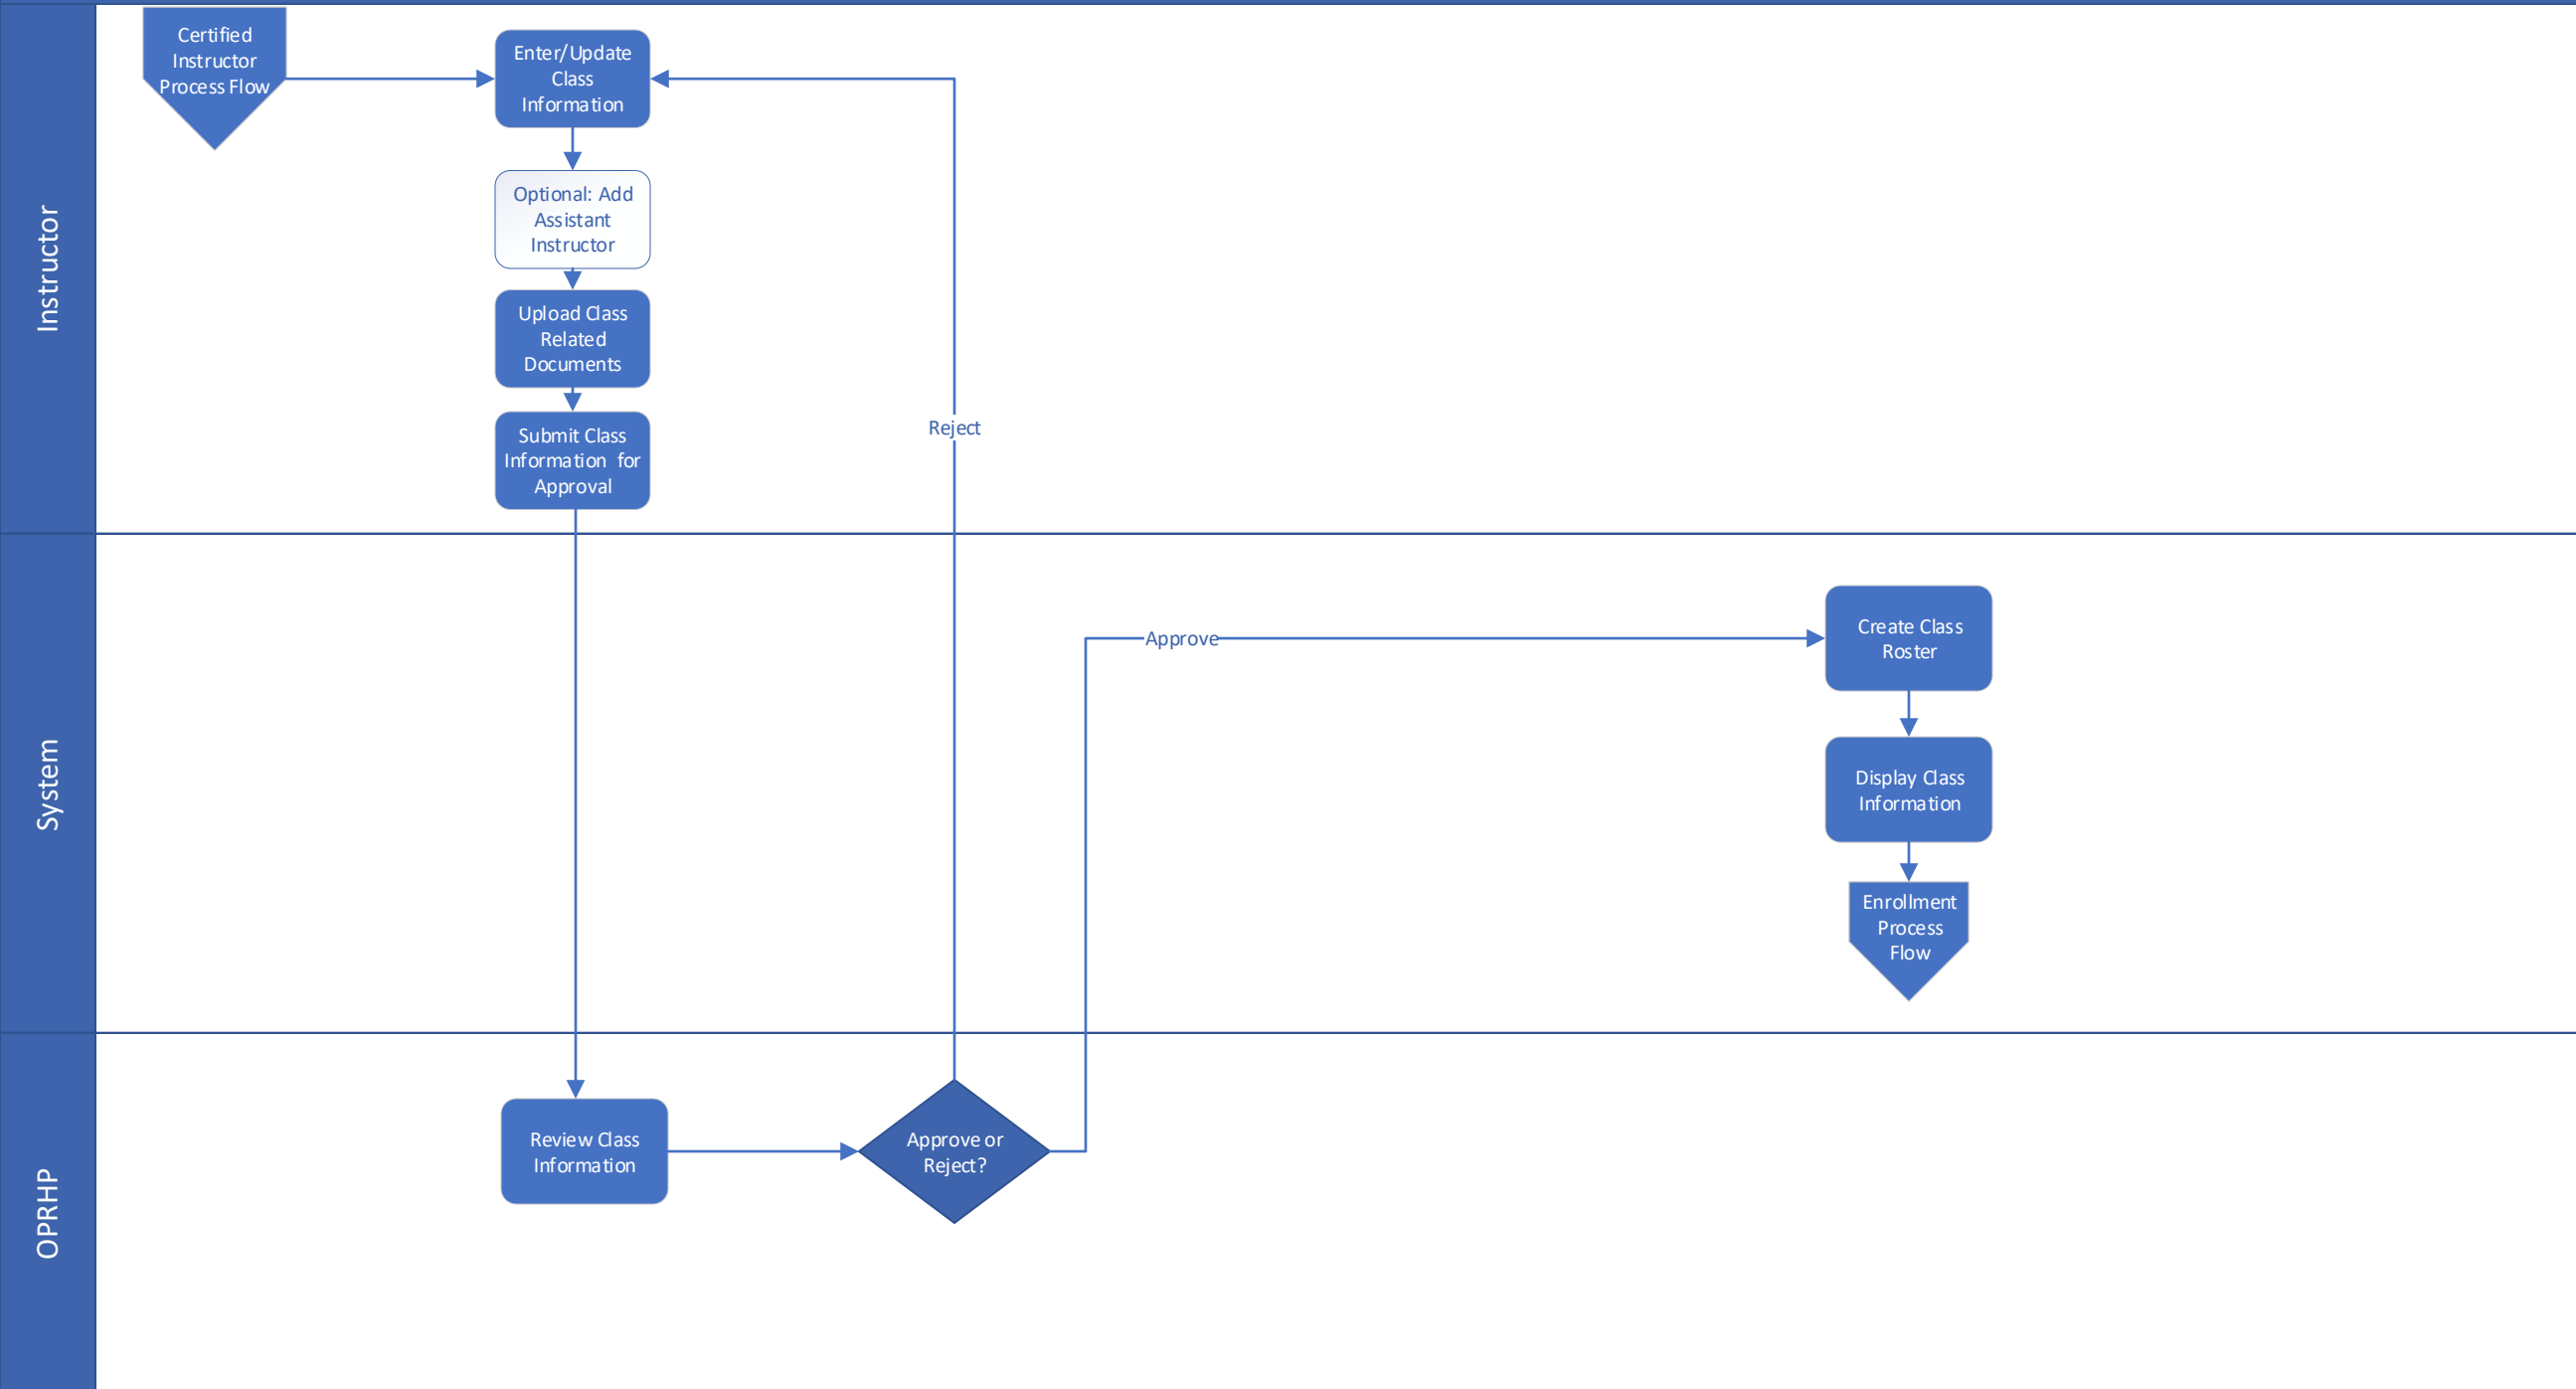 Instructor
Certified
Instructor
Process Flow
Enter/Update
Class
Information
Optional: Add
Assistant
Instructor
Upload Class
Related
Documents
Submit Class
Information for
Approval
Reject
System
Approve
Create Class
Roster
Display Class
Information
Enrollment
Process
Flow
OPRHP
Review Class
Information
Approve or
Reject?